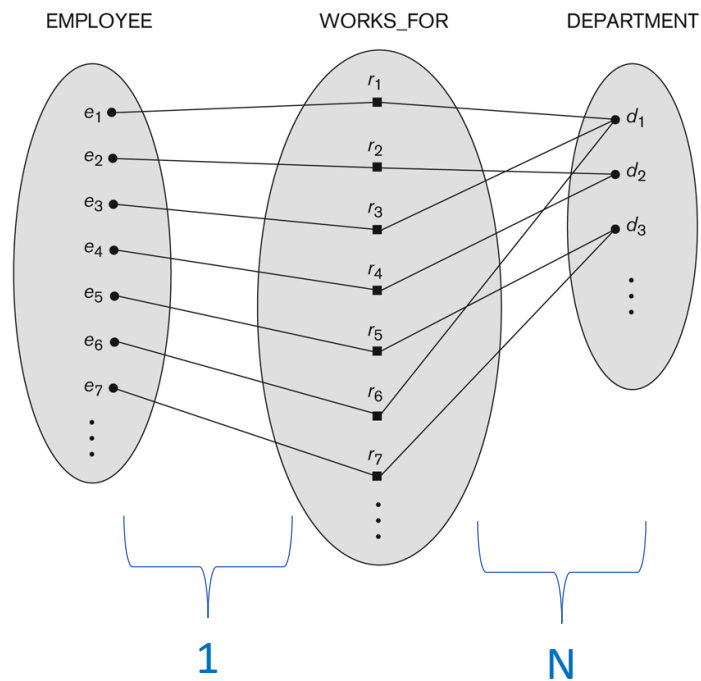 EMPLOYEE WORKS_FOR DEPARTMENT
e1
e2
e3
e4
e5
e6
e7
r1
r2
r3
r4
r5
r6
r7
d1
d2
d3
1 N